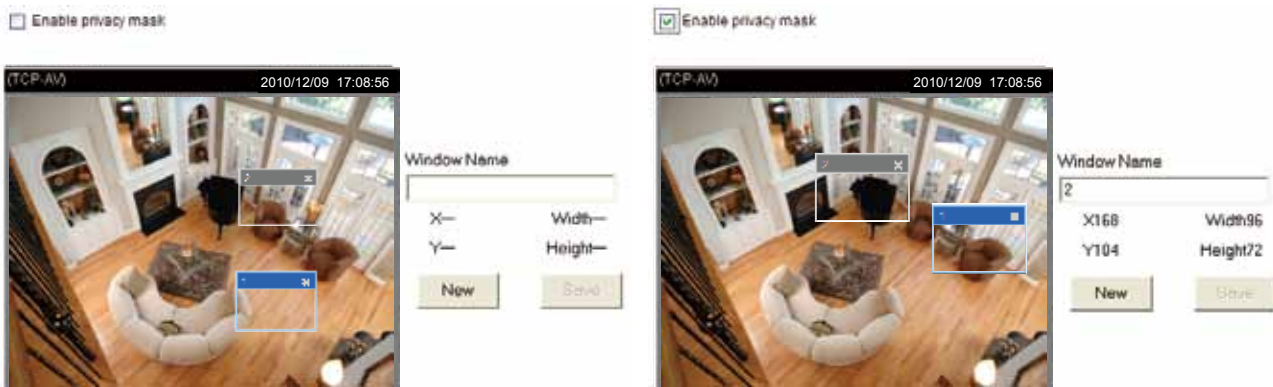 Enable privacy mask
(TCP-AV) 2010/12/09 17:08:56
Window Name
X— Width—
Y— Height—
New Save
Enable privacy mask
(TCP-AV) 2010/12/09 17:08:56
2
Window Name
2
X168 Width96
Y104 Height72
New Save